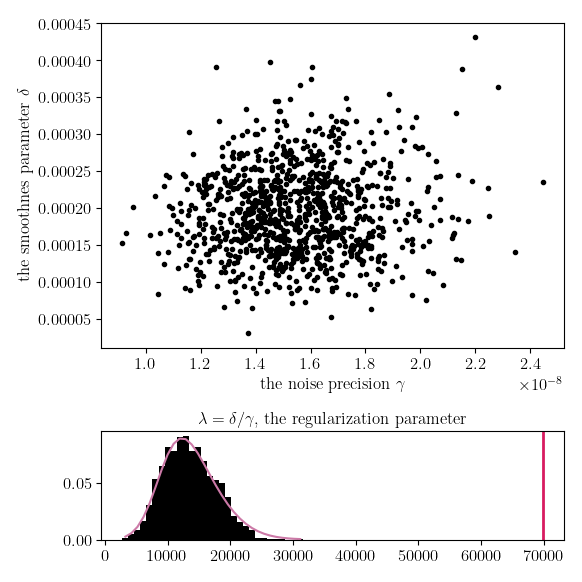 0.00045
0.00040
0.00035
0.00030
0.00025
0.00020
0.00015
0.00010
0.00005
the smoothnes parameter δ
1.0 1.2 1.4 1.6 1.8 2.0 2.2 2.4
the noise precision γ
×10⁻⁸
λ = δ/γ, the regularization parameter
0.05
0.00
0 10000 20000 30000 40000 50000 60000 70000